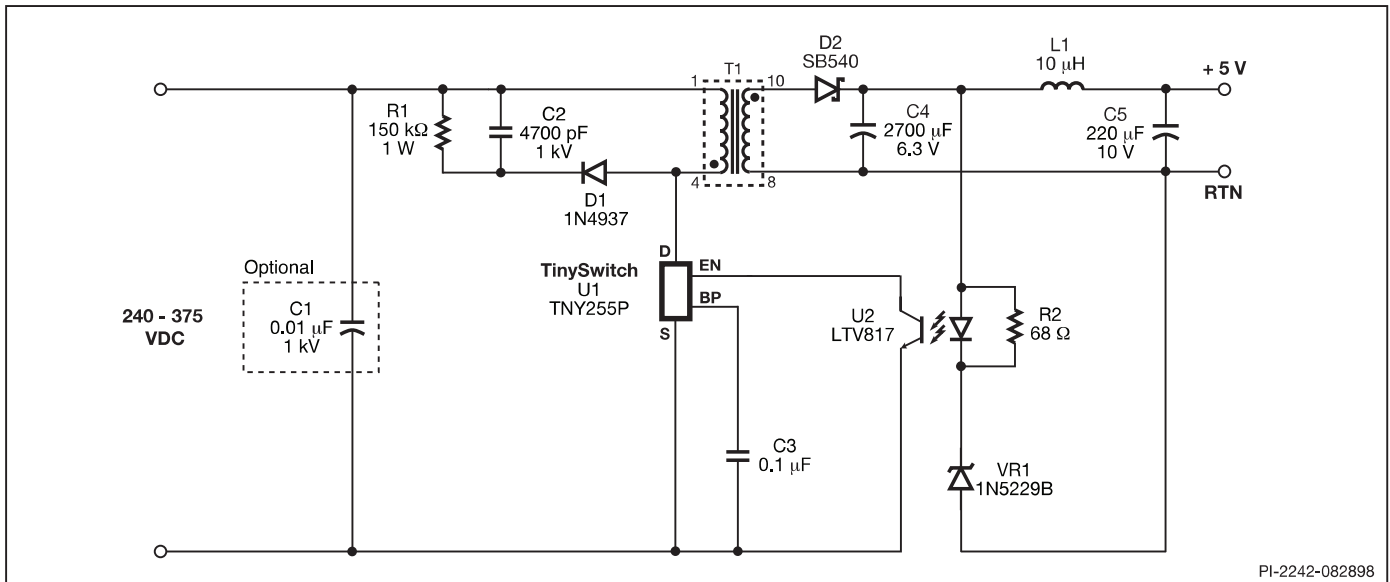 D2
SB540
L1
10 µH
T1
1
10
+ 5 V
R1
150 kΩ
1 W
C2
4700 pF
1 kV
C4
2700 µF
6.3 V
C5
220 µF
10 V
4
8
RTN
D1
1N4937
D
EN
TinySwitch
U1
TNY255P
BP
S
Optional
C1
0.01 µF
1 kV
240 - 375
VDC
U2
LTV817
R2
68 Ω
C3
0.1 µF
VR1
1N5229B
PI-2242-082898